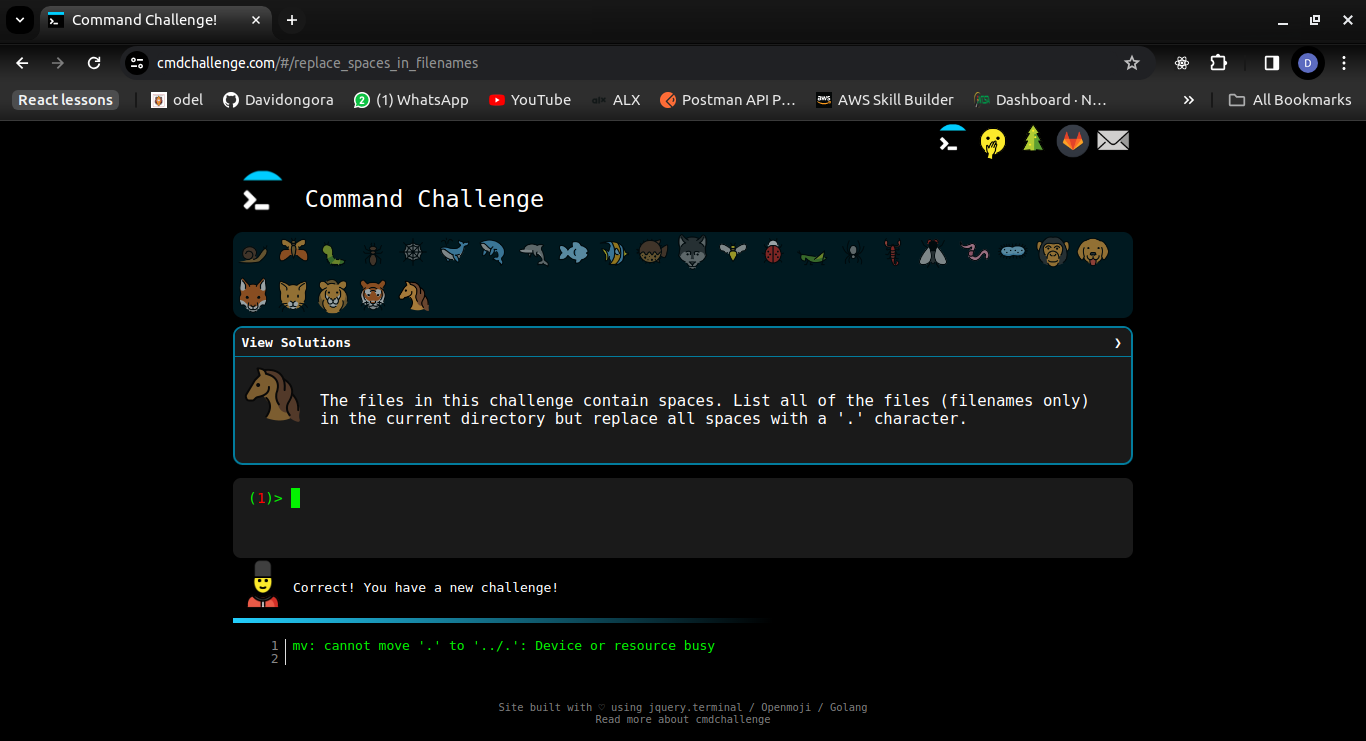 Command Challenge!
cmdchallenge.com/#/replace_spaces_in_filenames
D
React lessons
odel
Davidongora
2
(1) WhatsApp
YouTube
ALX
Postman API P...
aws
AWS Skill Builder
Dashboard · N...
All Bookmarks
Command Challenge
View Solutions
The files in this challenge contain spaces. List all of the files (filenames only)
in the current directory but replace all spaces with a '.' character.
(1)>
Correct! You have a new challenge!
1 mv: cannot move '.' to '../.': Device or resource busy
2
Site built with ♡ using jquery.terminal / Openmoji / Golang
Read more about cmdchallenge